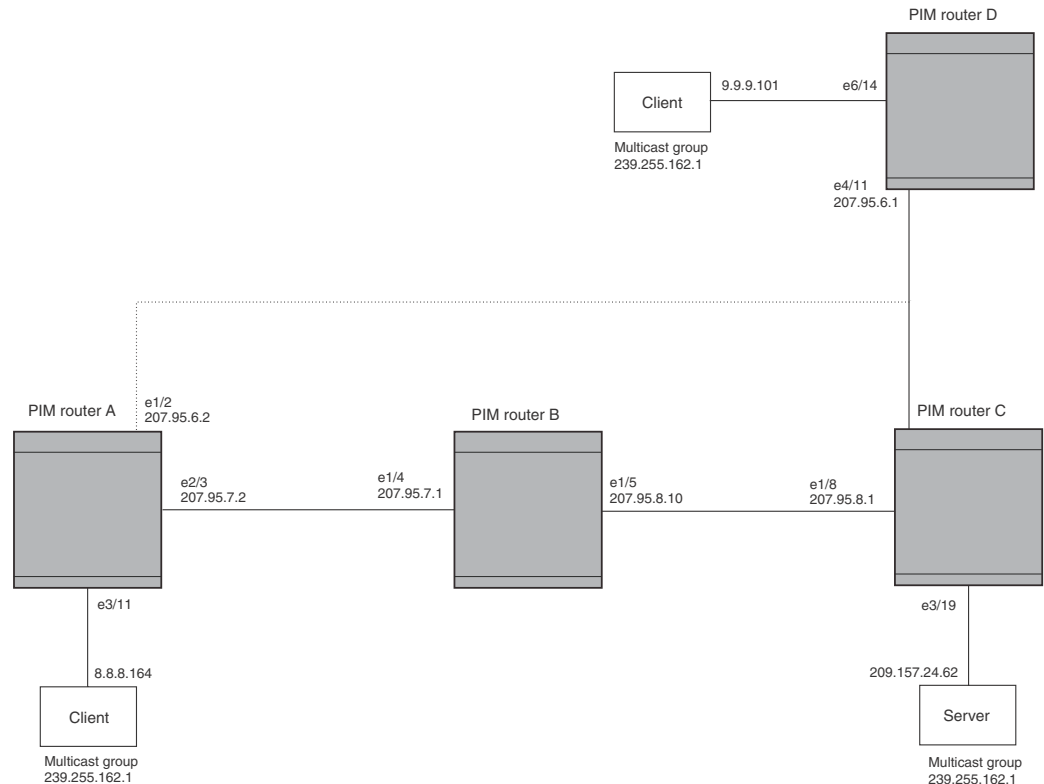 PIM router D
9.9.9.101
e6/14
Client
Multicast group
239.255.162.1
e4/11
207.95.6.1
PIM router A
e1/2
207.95.6.2
PIM router B
PIM router C
e2/3
207.95.7.2
e1/4
207.95.7.1
e1/5
207.95.8.10
e1/8
207.95.8.1
e3/11
e3/19
8.8.8.164
209.157.24.62
Client
Server
Multicast group
239.255.162.1
Multicast group
239.255.162.1